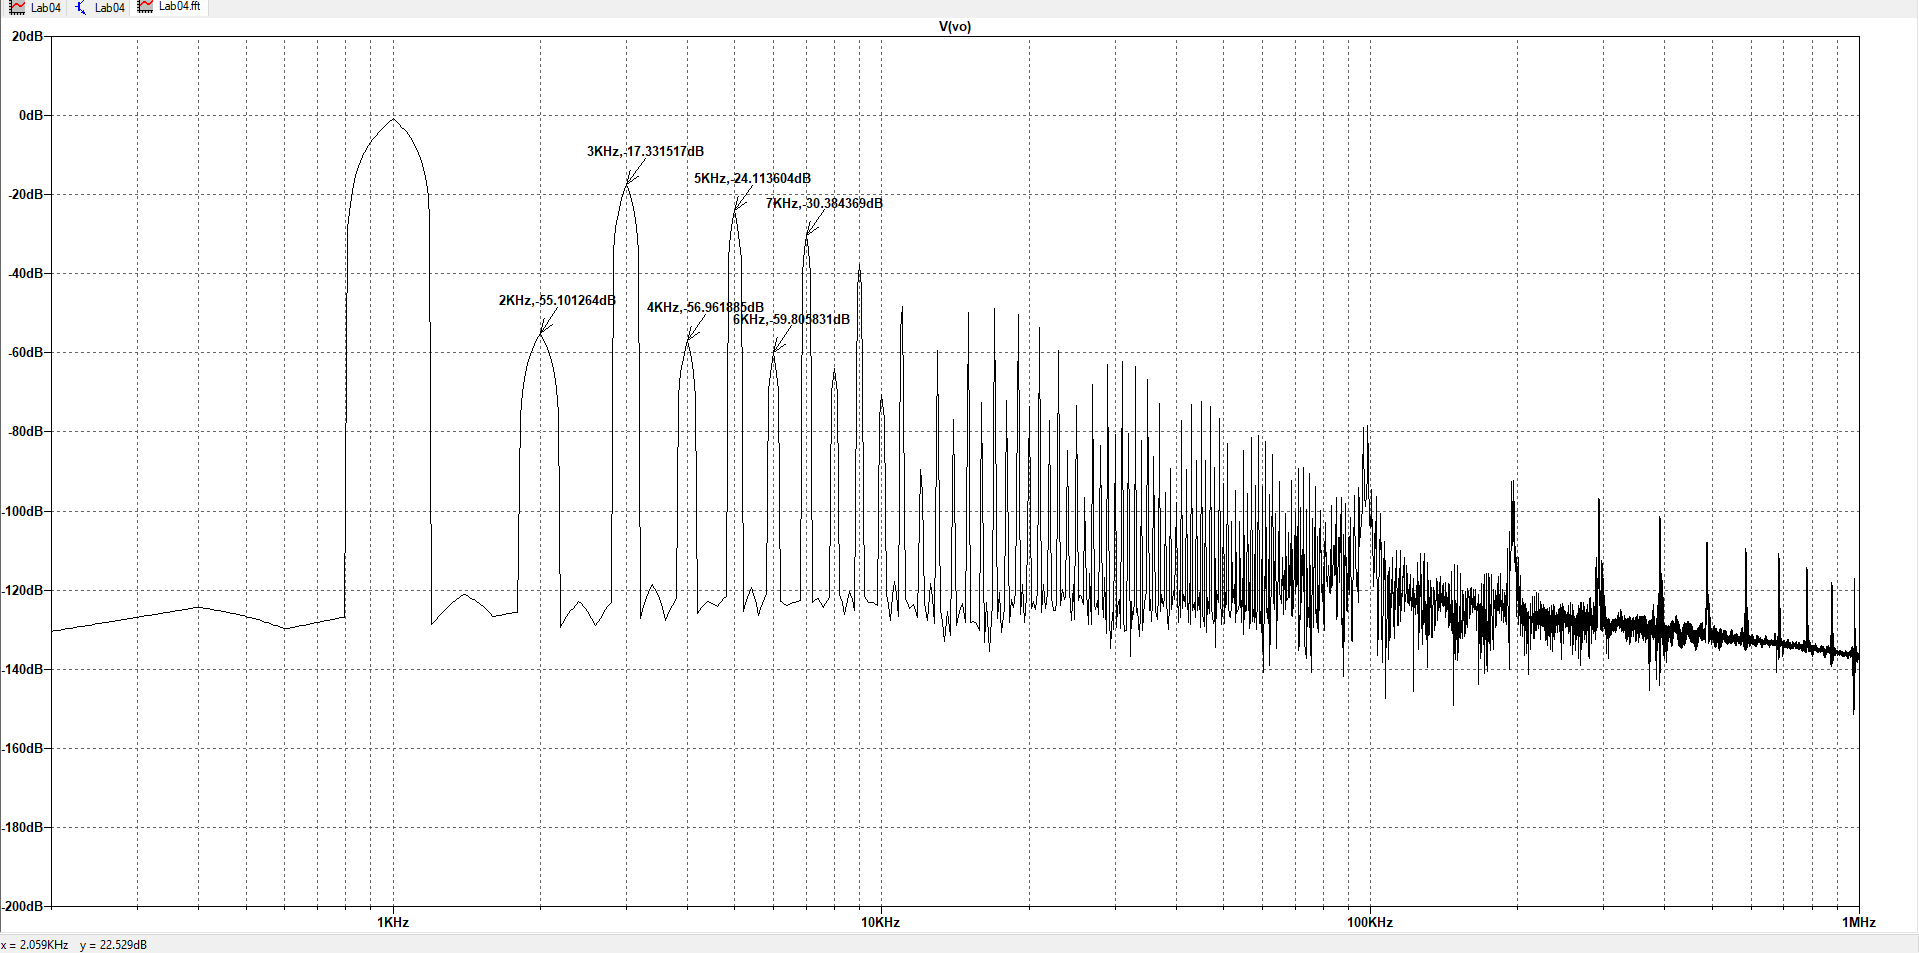 Lab04 Lab04 Lab04.fft
V(vo)
20dB
0dB
-20dB
-40dB
-60dB
-80dB
-100dB
-120dB
-140dB
-160dB
-180dB
-200dB
3KHz,-17.331517dB
5KHz,-24.113604dB
7KHz,-30.384369dB
2KHz,-55.101264dB
4KHz,-56.961885dB
6KHz,-59.805831dB
1KHz 10KHz 100KHz 1MHz
x = 2.059KHz y = 22.529dB